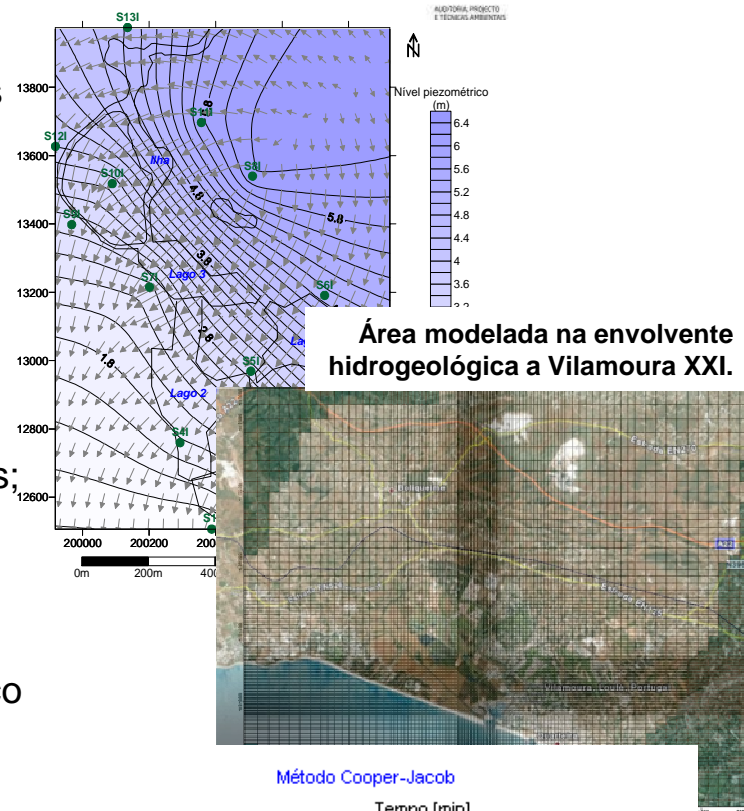 AUDITORIA, PROJECTO
E TÉCNICAS AMBIENTAIS
N
s
S13I
13800
Nível piezométrico
(m)
6.4
6
5.6
5.2
4.8
4.4
4
3.6
S12I
13600
Ilha
S10I
S8I
4.8
5.8
13400
3.8
Lago 3
S7I
S6I
13200
2.8
13000
S5I
1.8
Lago 2
12800
S4I
s;
12600
200000
200200
0m
200m
Área modelada na envolvente
hidrogeológica a Vilamoura XXI.
Boliqueime
Vilamoura, Loulé, Portugal
co
Método Cooper-Jacob
Tempo [min]